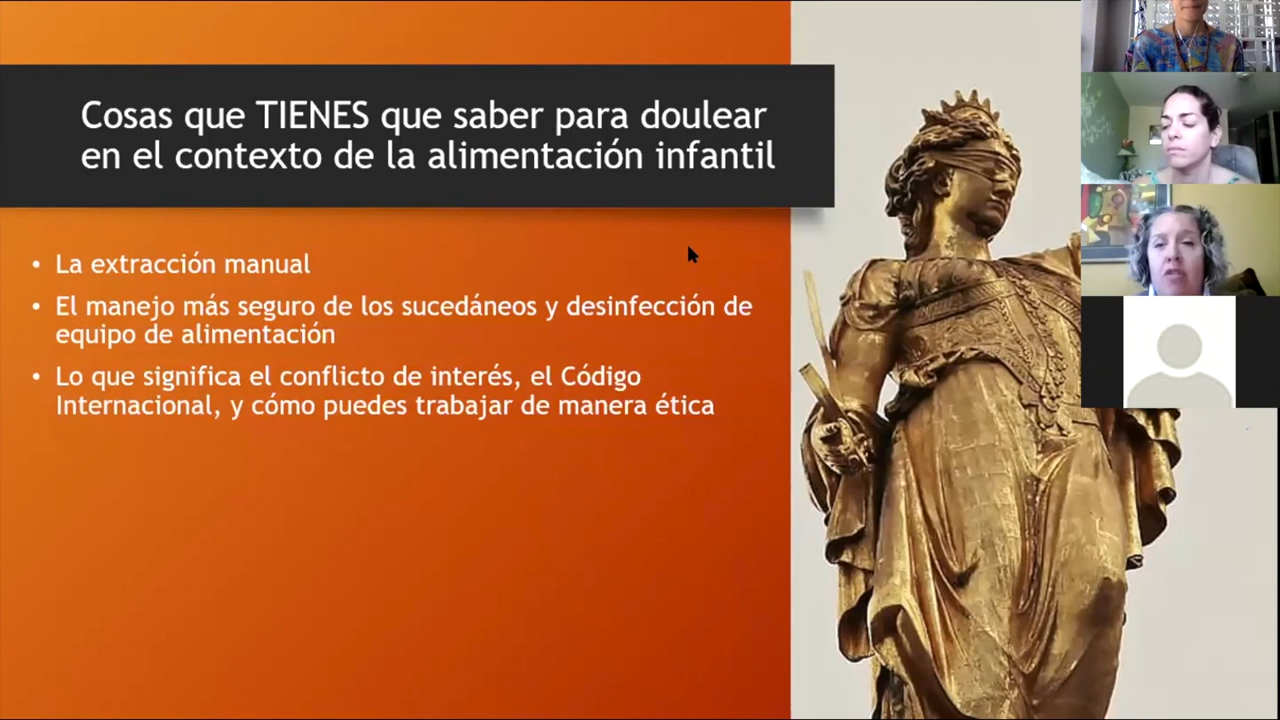 Cosas que TIENES que saber para doulear
en el contexto de la alimentación infantil
• La extracción manual
• El manejo más seguro de los sucedáneos y desinfección de
equipo de alimentación
• Lo que significa el conflicto de interés, el Código
Internacional, y cómo puedes trabajar de manera ética